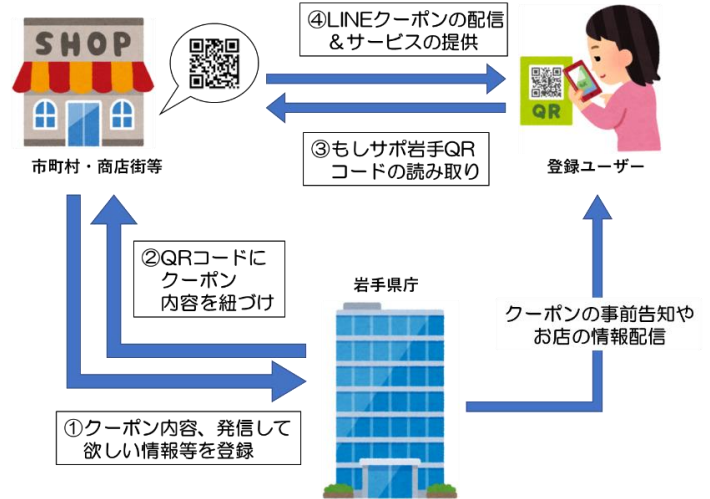 SHOP
④LINEクーポンの配信
＆サービスの提供
QR
市町村・商店街等
③もしサポ岩手QR
コードの読み取り
登録ユーザー
②QRコードに
クーポン
内容を紐づけ
岩手県庁
クーポンの事前告知や
お店の情報配信
①クーポン内容、発信して
欲しい情報等を登録